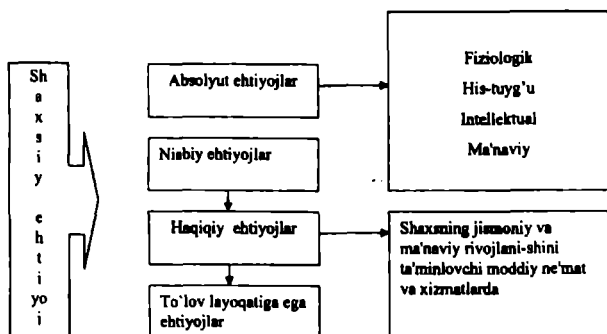 Sh
a
x
s
i
y
e
h
t
i
yo
i
Absolyut ehtiyojlar
Nisbiy ehtiyojlar
Haqiqiy ehtiyojlar
To`lov layoqatiga ega
ehtiyojlar
Fiziologik
His-tuyg'u
Intellektual
Ma'naviy
Shaxsning jismoniy va
ma'naviy rivojlani-shini
ta'minlovchi moddiy ne'mat
va xizmatlarda